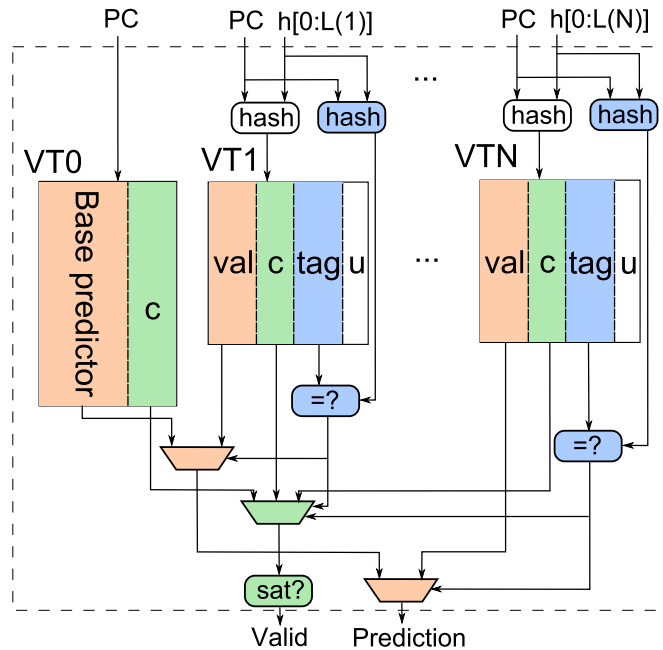 PC
PC h[0:L(1)]
PC h[0:L(N)]
...
hash
hash
hash
hash
VT0
VT1
VTN
Base predictor
c
val
c
tag
u
...
val
c
tag
u
=?
=?
sat?
Valid
Prediction